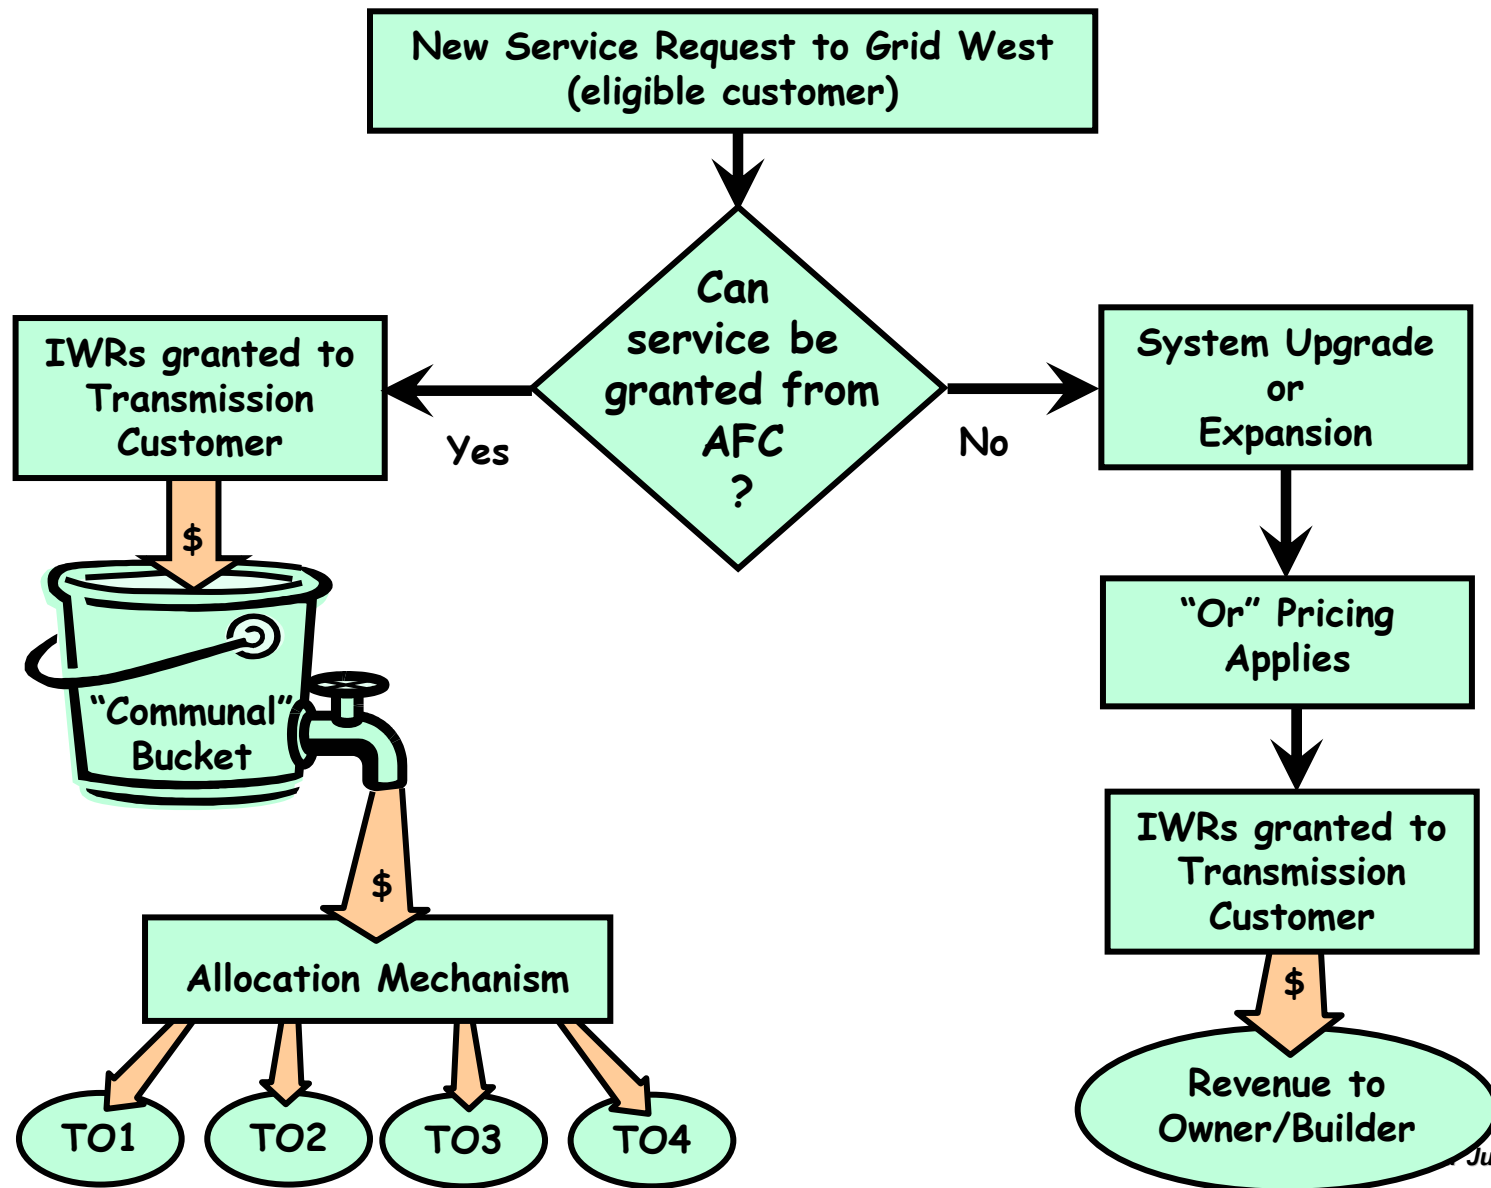 New Service Request to Grid West
(eligible customer)
Can
service be
granted from
AFC
?
Yes
No
IWRs granted to
Transmission
Customer
$
“Communal”
Bucket
$
Allocation Mechanism
TO1
TO2
TO3
TO4
System Upgrade
or
Expansion
“Or” Pricing
Applies
IWRs granted to
Transmission
Customer
$
Revenue to
Owner/Builder